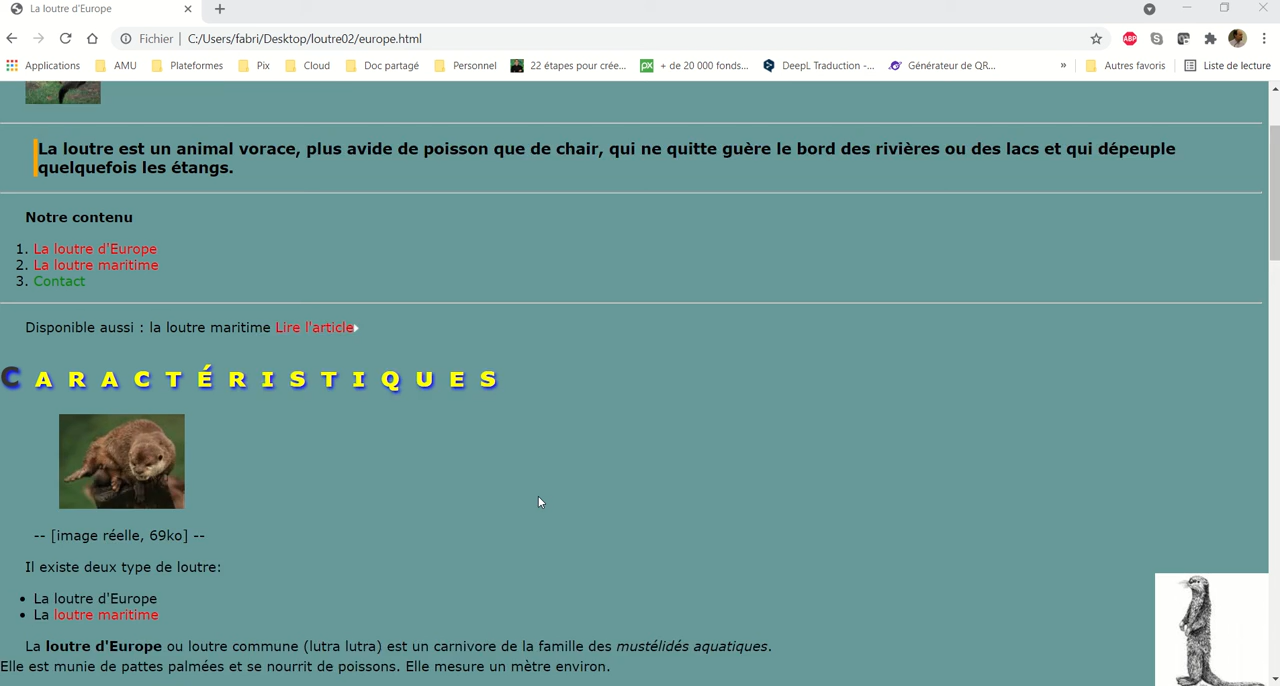 La loutre d'Europe
Fichier | C:/Users/fabri/Desktop/loutre02/europe.html
ABP
Applications AMU Plateformes Pix Cloud Doc partagé Personnel 22 étapes pour crée... px + de 20 000 fonds... DeepL Traduction -... Générateur de QR... » Autres favoris Liste de lecture
La loutre est un animal vorace, plus avide de poisson que de chair, qui ne quitte guère le bord des rivières ou des lacs et qui dépeuple
quelquefois les étangs.
Notre contenu
1. La loutre d'Europe
2. La loutre maritime
3. Contact
Disponible aussi : la loutre maritime Lire l'article
CARACTÉRISTIQUES
-- [image réelle, 69ko] --
Il existe deux type de loutre:
• La loutre d'Europe
• La loutre maritime
La loutre d'Europe ou loutre commune (lutra lutra) est un carnivore de la famille des mustélidés aquatiques.
Elle est munie de pattes palmées et se nourrit de poissons. Elle mesure un mètre environ.